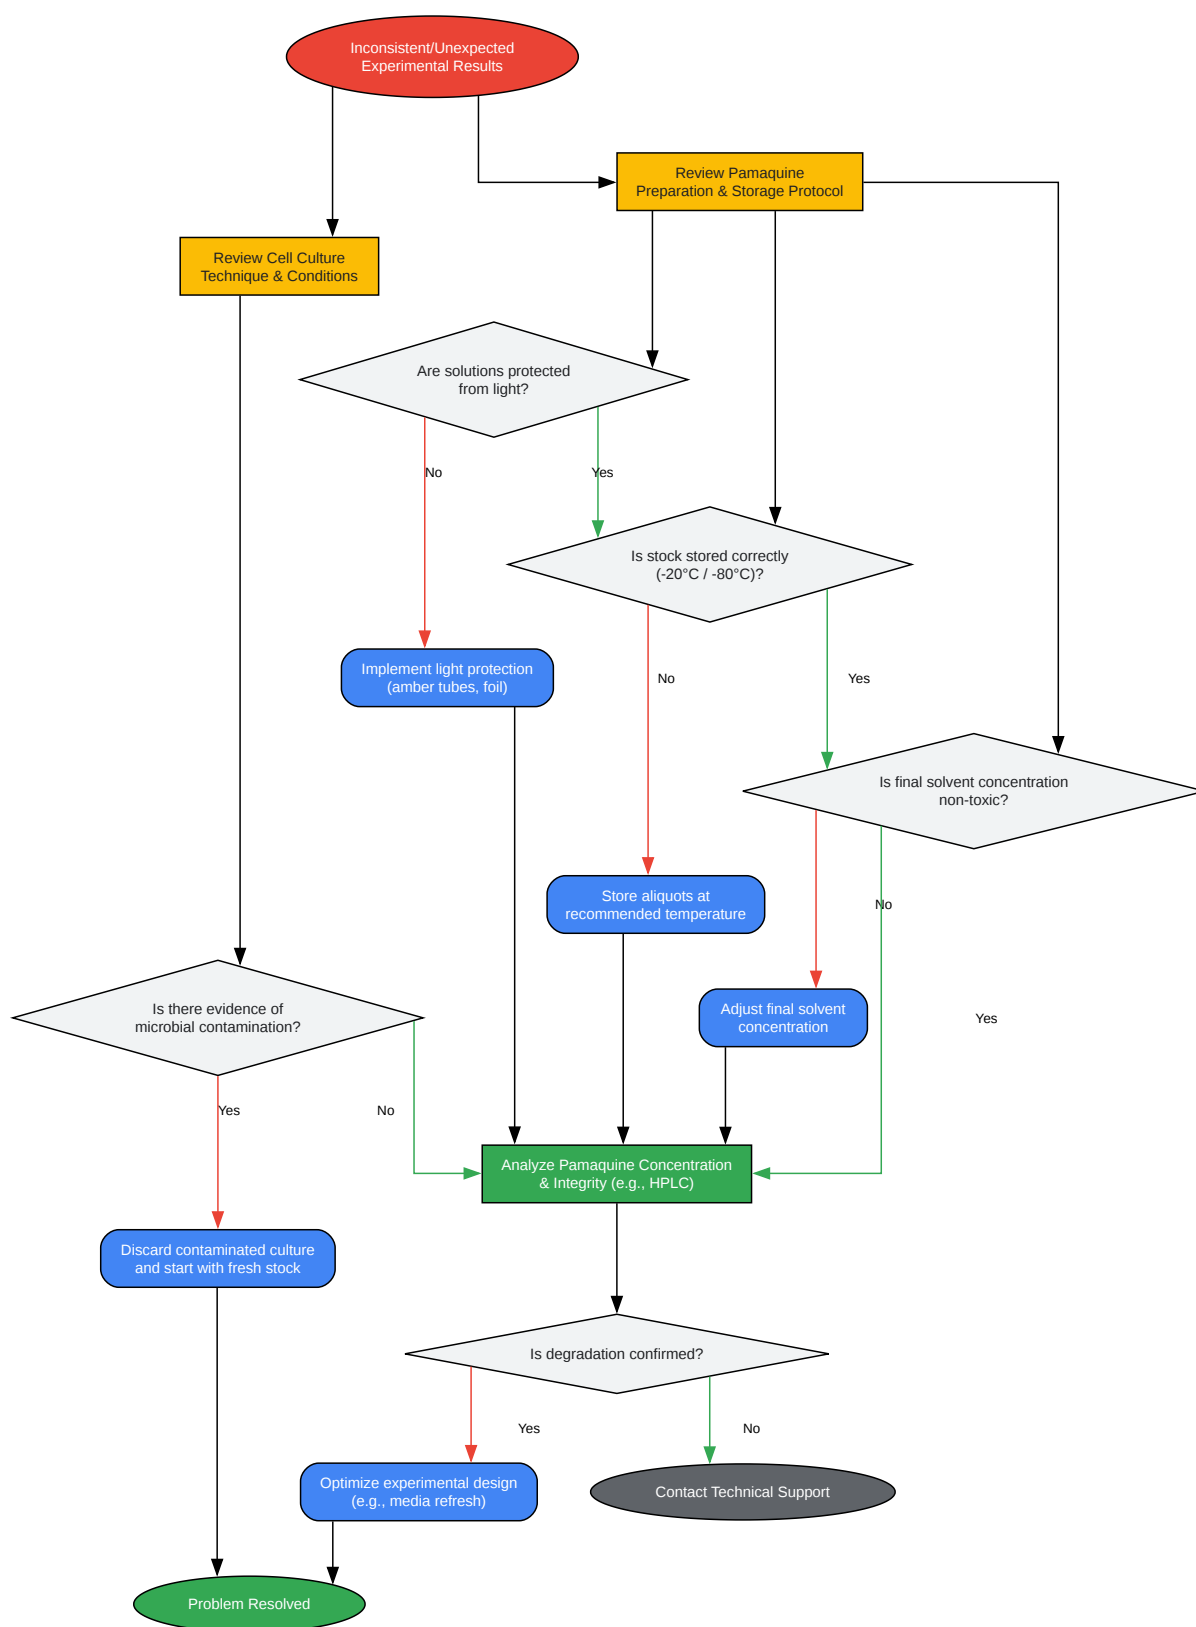 Inconsistent/Unexpected
Experimental Results
Review Pamaquine
Preparation & Storage Protocol
Review Cell Culture
Technique & Conditions
Are solutions protected
from light?
No
Yes
Is stock stored correctly
(-20°C / -80°C)?
Implement light protection
(amber tubes, foil)
No
Yes
Is final solvent concentration
non-toxic?
Store aliquots at
recommended temperature
No
Is there evidence of
microbial contamination?
Adjust final solvent
concentration
Yes
Yes
No
Analyze Pamaquine Concentration
& Integrity (e.g., HPLC)
Discard contaminated culture
and start with fresh stock
Is degradation confirmed?
Yes
No
Optimize experimental design
(e.g., media refresh)
Contact Technical Support
Problem Resolved